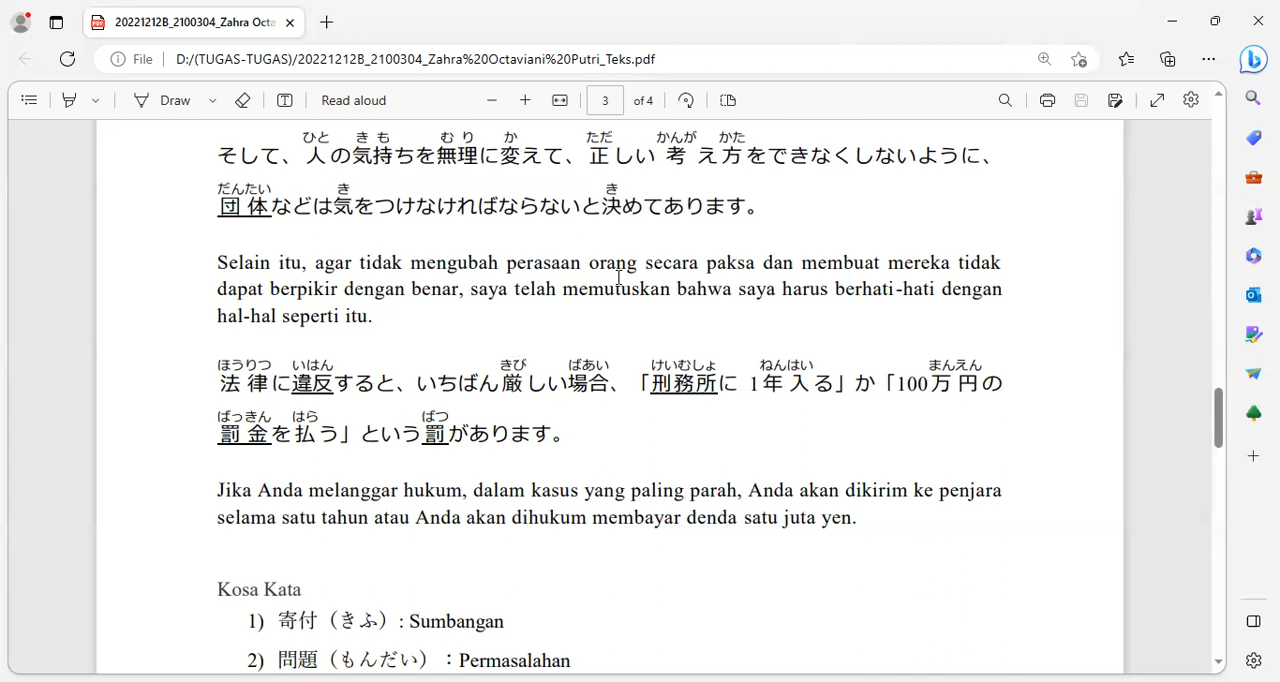 20221212B_2100304_Zahra Octa
File
D:/(TUGAS-TUGAS)/20221212B_2100304_Zahra%20Octaviani%20Putri_Teks.pdf
Draw
Read aloud
3
of 4
ひと き も む り か ただ かんが かた
そして、人の気持ちを無理に変えて、正しい 考 え方をできなくしないように、
だんたい き き
団体などは気をつけなければならないと決めてあります。
Selain itu, agar tidak mengubah perasaan orang secara paksa dan membuat mereka tidak
dapat berpikir dengan benar, saya telah memutuskan bahwa saya harus berhati-hati dengan
hal-hal seperti itu.
ほうりつ いはん きび ばあい けいむしょ ねんはい まんえん
法律に違反すると、いちばん厳しい場合、「刑務所に 1年入る」か「100万円の
ばっきん はら ばつ
罰金を払う」という罰があります。
Jika Anda melanggar hukum, dalam kasus yang paling parah, Anda akan dikirim ke penjara
selama satu tahun atau Anda akan dihukum membayar denda satu juta yen.
Kosa Kata
1) 寄付（きふ）: Sumbangan
2) 問題（もんだい）：Permasalahan